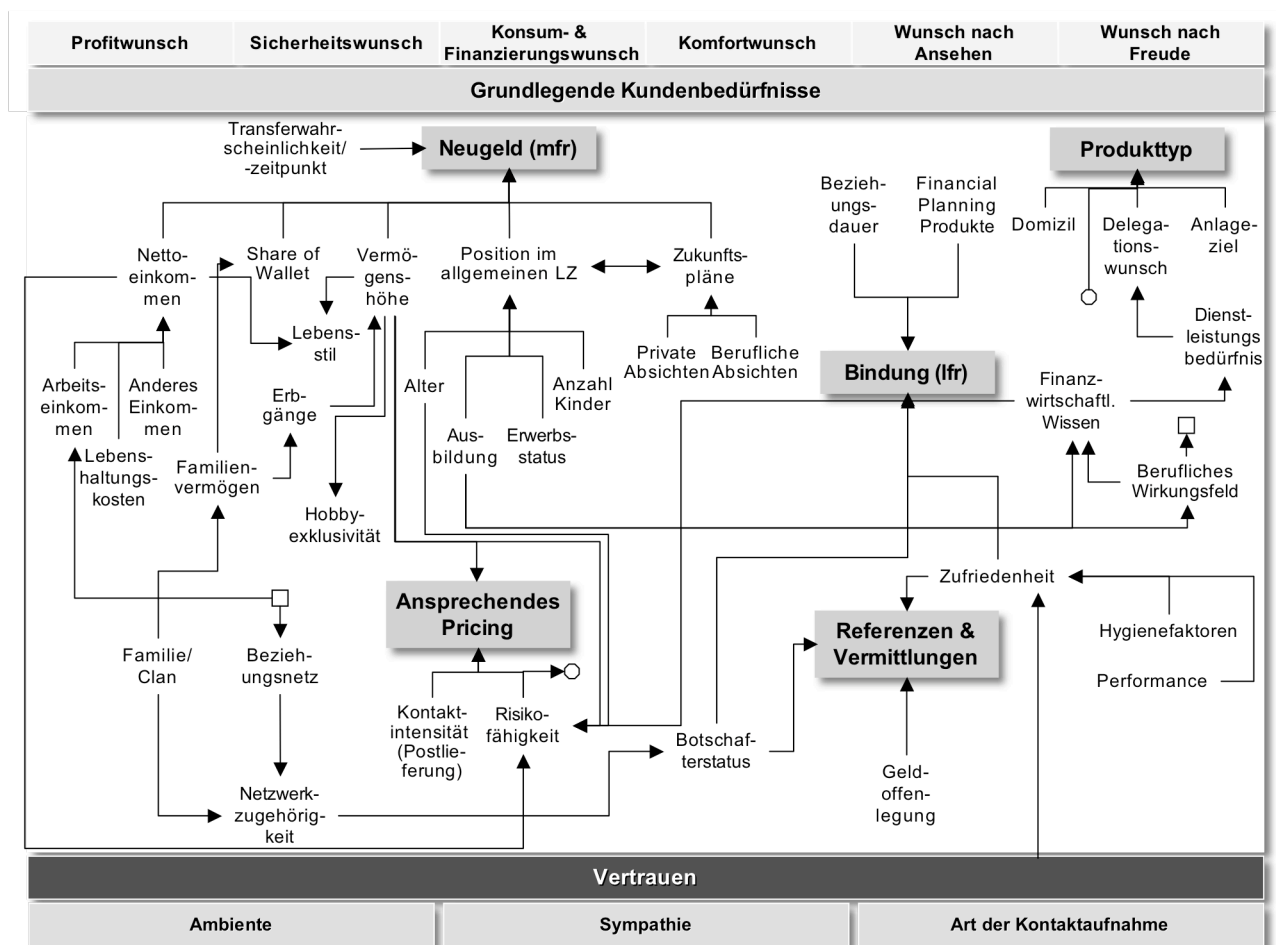 Profitwunsch
Sicherheitswunsch
Konsum- &
Finanzierungswunsch
Komfortwunsch
Wunsch nach
Ansehen
Wunsch nach
Freude
Grundlegende Kundenbedürfnisse
Transferwahr-
scheinlichkeit/
-zeitpunkt
Neugeld (mfr)
Produkttyp
Bezieh-
ungs-
dauer
Financial
Planning
Produkte
Domizil
Delega-
tions-
wunsch
Anlage-
ziel
Netto-
einkom-
men
Share of
Wallet
Vermö-
gens-
höhe
Position im
allgemeinen LZ
Zukunfts-
pläne
Lebens-
stil
Dienst-
leistungs
bedürfnis
Private
Absichten
Berufliche
Absichten
Bindung (lfr)
Arbeits-
einkom-
men
Anderes
Einkom-
men
Erb-
gänge
Alter
Anzahl
Kinder
Finanz-
wirtschaftl.
Wissen
Aus-
bildung
Erwerbs-
status
Lebens-
haltungs-
kosten
Familien-
vermögen
Berufliches
Wirkungsfeld
Hobby-
exklusivität
Zufriedenheit
Ansprechendes
Pricing
Referenzen &
Vermittlungen
Hygienefaktoren
Performance
Familie/
Clan
Bezieh-
ungsnetz
Kontakt-
intensität
(Postlie-
ferung)
Risiko-
fähigkeit
Botschaf-
terstatus
Geld-
offen-
legung
Netzwerk-
zugehörig-
keit
Vertrauen
Ambiente
Sympathie
Art der Kontaktaufnahme